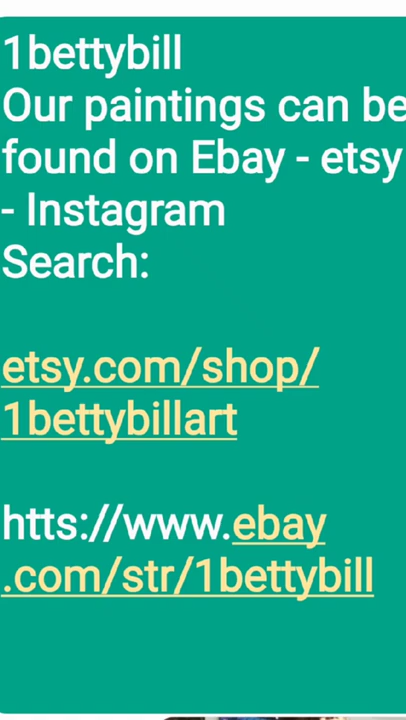 1bettybill
Our paintings can be
found on Ebay - etsy
- Instagram
Search:
etsy.com/shop/
1bettybillart
htts://www.ebay
.com/str/1bettybill